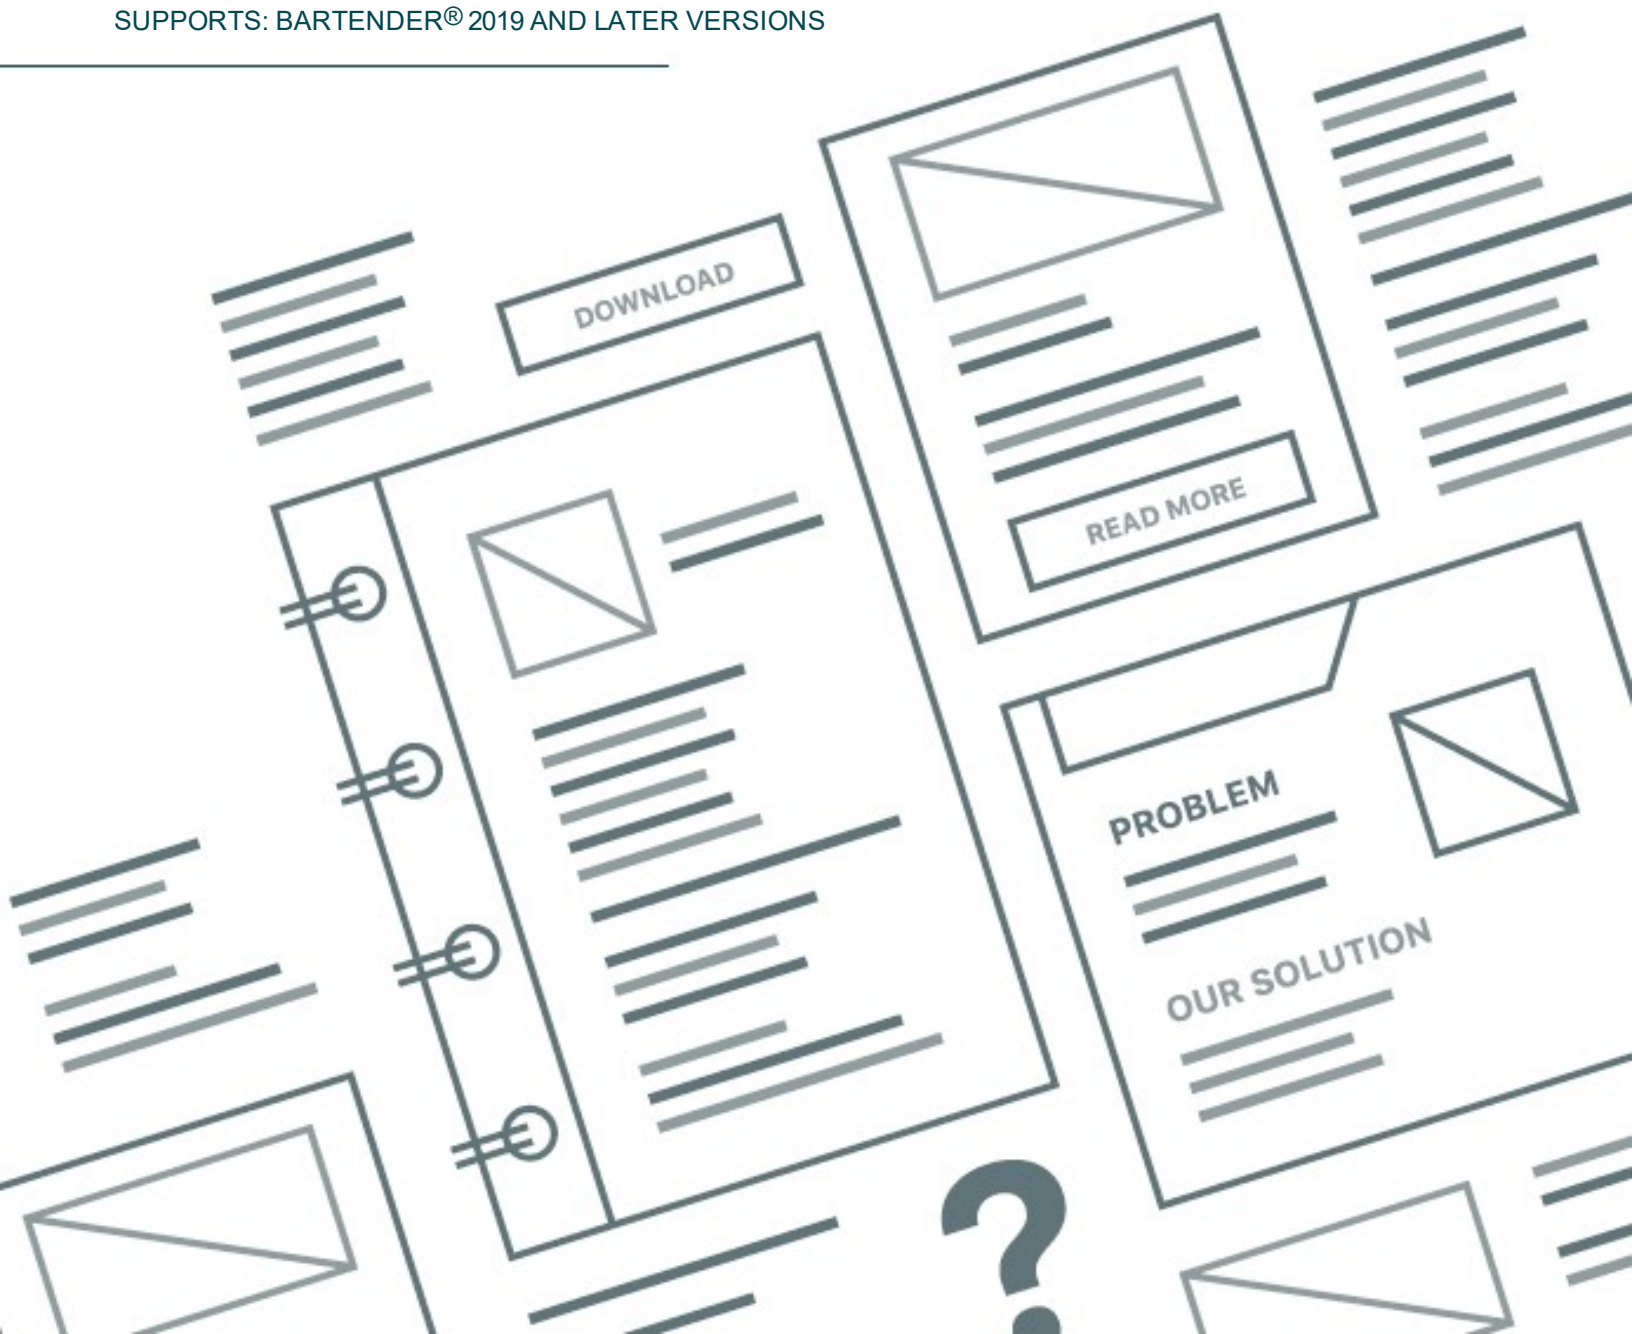 SUPPORTS: BARTENDER® 2019 AND LATER VERSIONS
DOWNLOAD
READ MORE
PROBLEM
OUR SOLUTION
?